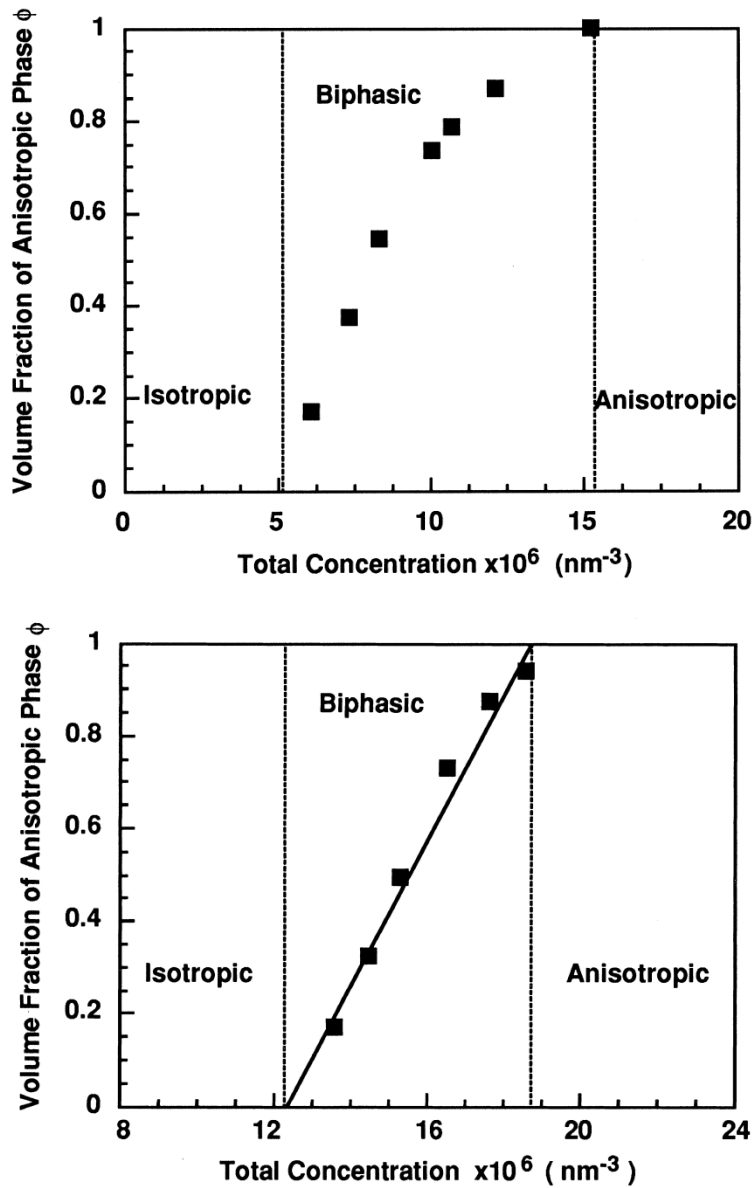 Volume Fraction of Anisotropic Phase ϕ
1
0.8
0.6
0.4
0.2
0
Biphasic
Isotropic
Anisotropic
0
5
10
15
20
Total Concentration x10⁶ (nm⁻³)
Volume Fraction of Anisotropic Phase ϕ
1
0.8
0.6
0.4
0.2
0
Biphasic
Isotropic
Anisotropic
8
12
16
20
24
Total Concentration x10⁶ ( nm⁻³)